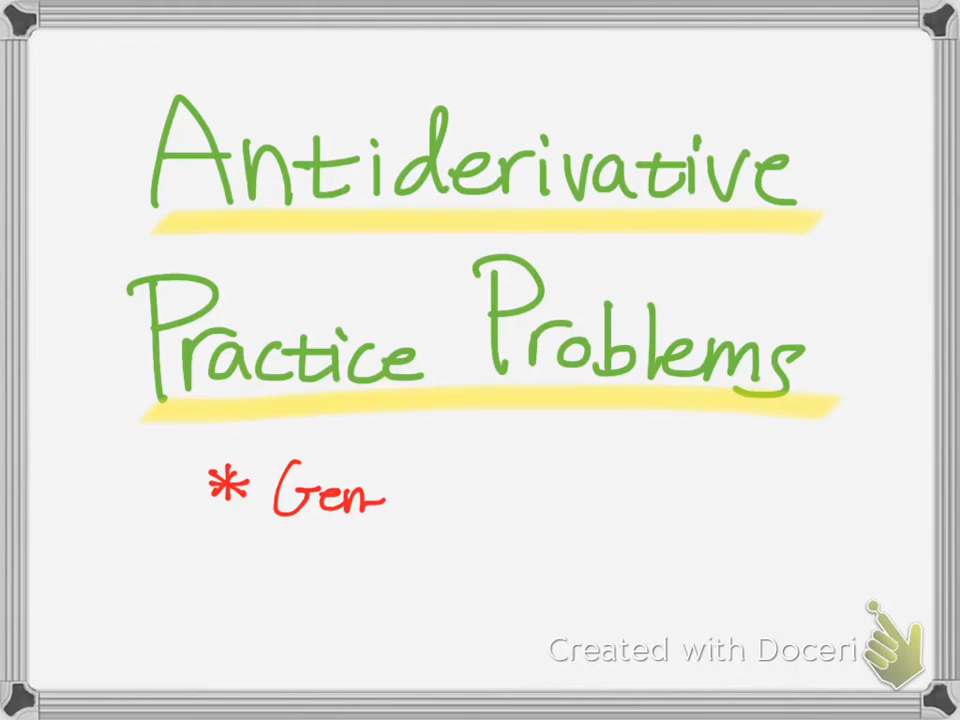 Antiderivative
Practice Problems
* Gen
Created with Doceri